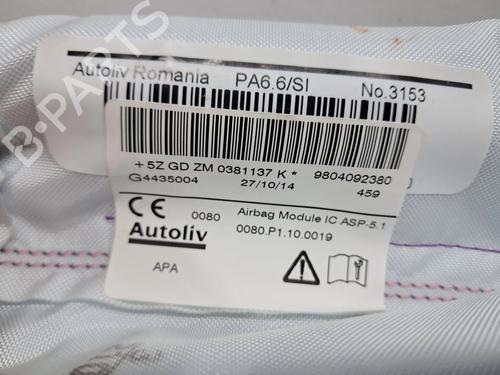 B-PARTS
Autoliv Romania PA6.6/SI No.3153
+5Z GD ZM 0381137 K* 9804092380
G4435004 27/10/14 459
CE 0080 Airbag Module IC ASP-5.1
Autoliv 0080.P1.10.0019
APA